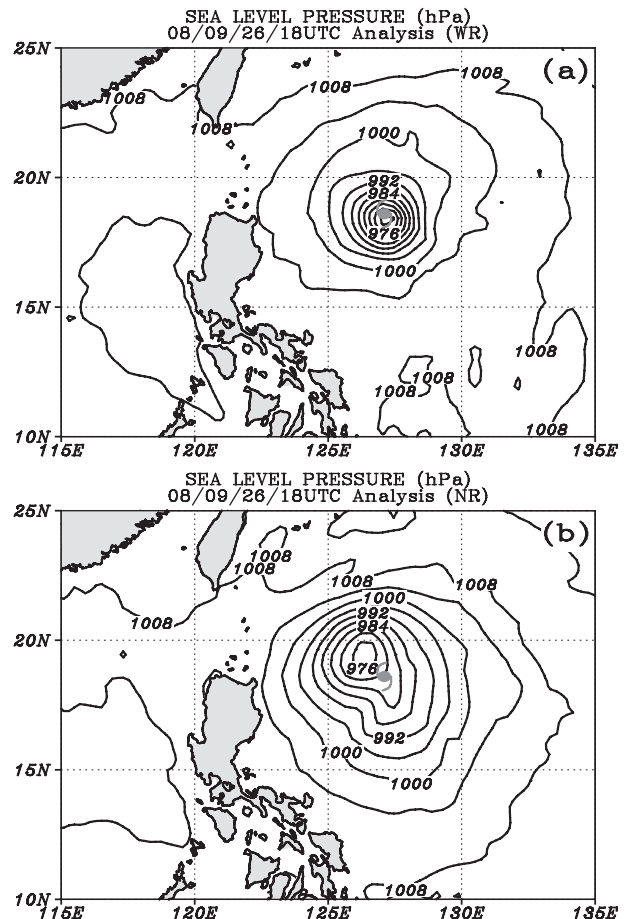 SEA LEVEL PRESSURE (hPa)
08/09/26/18UTC Analysis (WR)
25N
(a)
1008
1008
1008
1008
1000
20N
992
984
976
1000
15N
1008
1008
1008
1008
10N
115E 120E 125E 130E 135E
SEA LEVEL PRESSURE (hPa)
08/09/26/18UTC Analysis (NR)
25N
(b)
1008
1008
1008
1008
1000
992
1008
984
20N
976
992
1000
15N
1000
1008
10N
115E 120E 125E 130E 135E